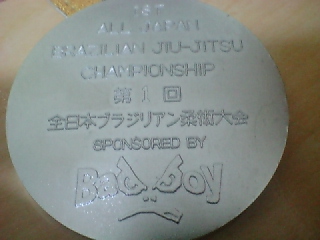 1ST
ALL JAPAN
BRAZILIAN JIU-JITSU
CHAMPIONSHIP
第1回
全日本ブラジリアン柔術大会
SPONSORED BY
Bad Boy